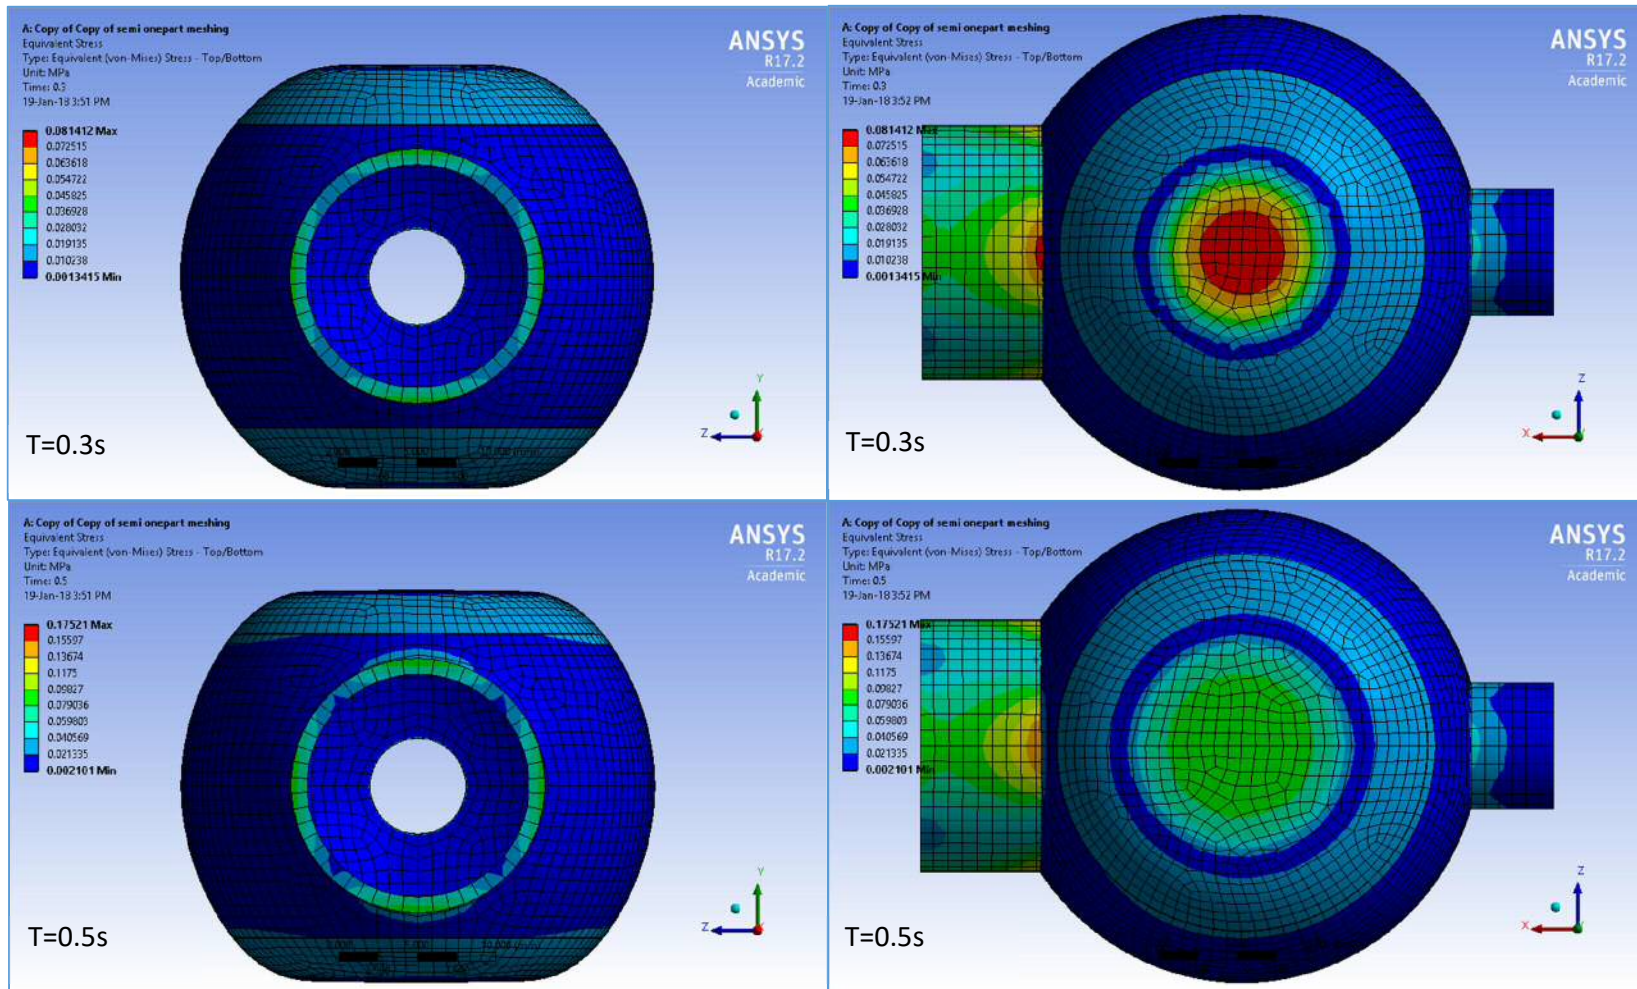 A: Copy of Copy of semi onepart meshing
Equivalent Stress
Type: Equivalent (von-Mises) Stress - Top/Bottom
Unit: MPa
Time: 0.3
19-Jan-18 3:51 PM
ANSYS
R17.2
Academic
0.081412 Max
0.072515
0.063618
0.054722
0.045825
0.036928
0.028032
0.019135
0.010238
0.0013415 Min
Y
Z
T=0.3s
A: Copy of Copy of semi onepart meshing
Equivalent Stress
Type: Equivalent (von-Mises) Stress - Top/Bottom
Unit: MPa
Time: 0.3
19-Jan-18 3:52 PM
ANSYS
R17.2
Academic
0.081412 Max
0.072515
0.063618
0.054722
0.045825
0.036928
0.028032
0.019135
0.010238
0.0013415 Min
Z
X
T=0.3s
A: Copy of Copy of semi onepart meshing
Equivalent Stress
Type: Equivalent (von-Mises) Stress - Top/Bottom
Unit: MPa
Time: 0.5
19-Jan-18 3:51 PM
ANSYS
R17.2
Academic
0.17521 Max
0.15597
0.13674
0.1175
0.09827
0.079036
0.059803
0.040569
0.021335
0.002101 Min
Y
Z
T=0.5s
A: Copy of Copy of semi onepart meshing
Equivalent Stress
Type: Equivalent (von-Mises) Stress - Top/Bottom
Unit: MPa
Time: 0.5
19-Jan-18 3:52 PM
ANSYS
R17.2
Academic
0.17521 Max
0.15597
0.13674
0.1175
0.09827
0.079036
0.059803
0.040569
0.021335
0.002101 Min
Z
X
T=0.5s